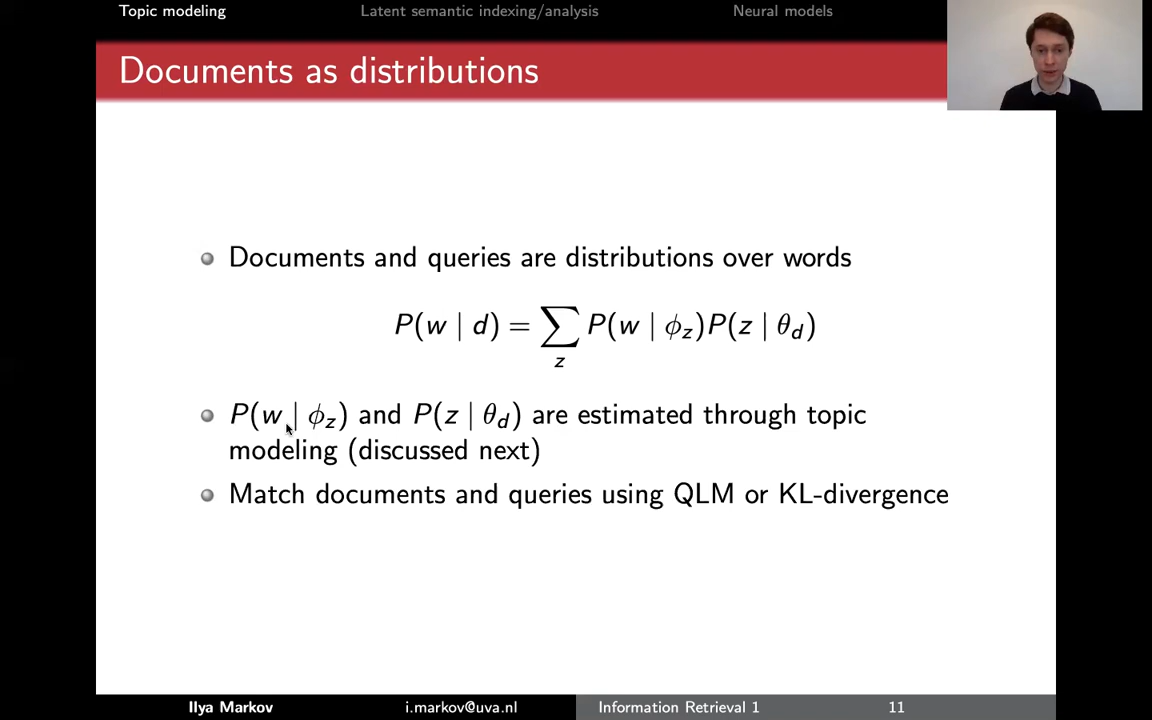 Topic modeling Latent semantic indexing/analysis Neural models
Documents as distributions
Documents and queries are distributions over words
P(w | d) = ∑_z P(w | ϕ_z)P(z | θ_d)
P(w | ϕ_z) and P(z | θ_d) are estimated through topic
modeling (discussed next)
Match documents and queries using QLM or KL-divergence
Ilya Markov i.markov@uva.nl Information Retrieval 1 11